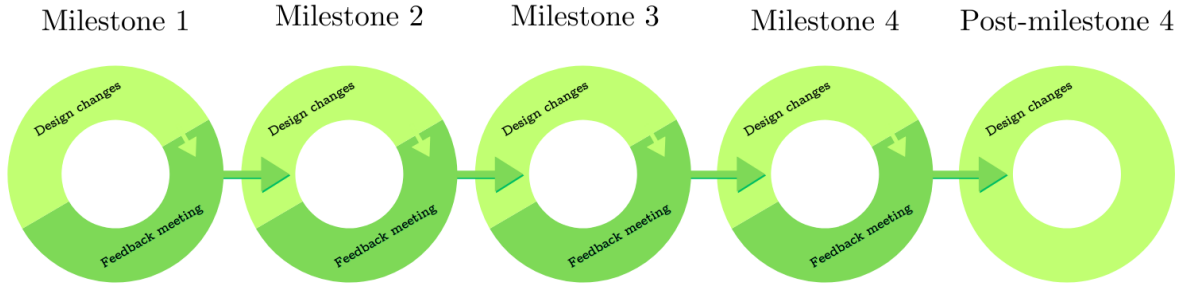 Milestone 1
Milestone 2
Milestone 3
Milestone 4
Post-milestone 4
Design changes
Feedback meeting
Design changes
Feedback meeting
Design changes
Feedback meeting
Design changes
Feedback meeting
Design changes